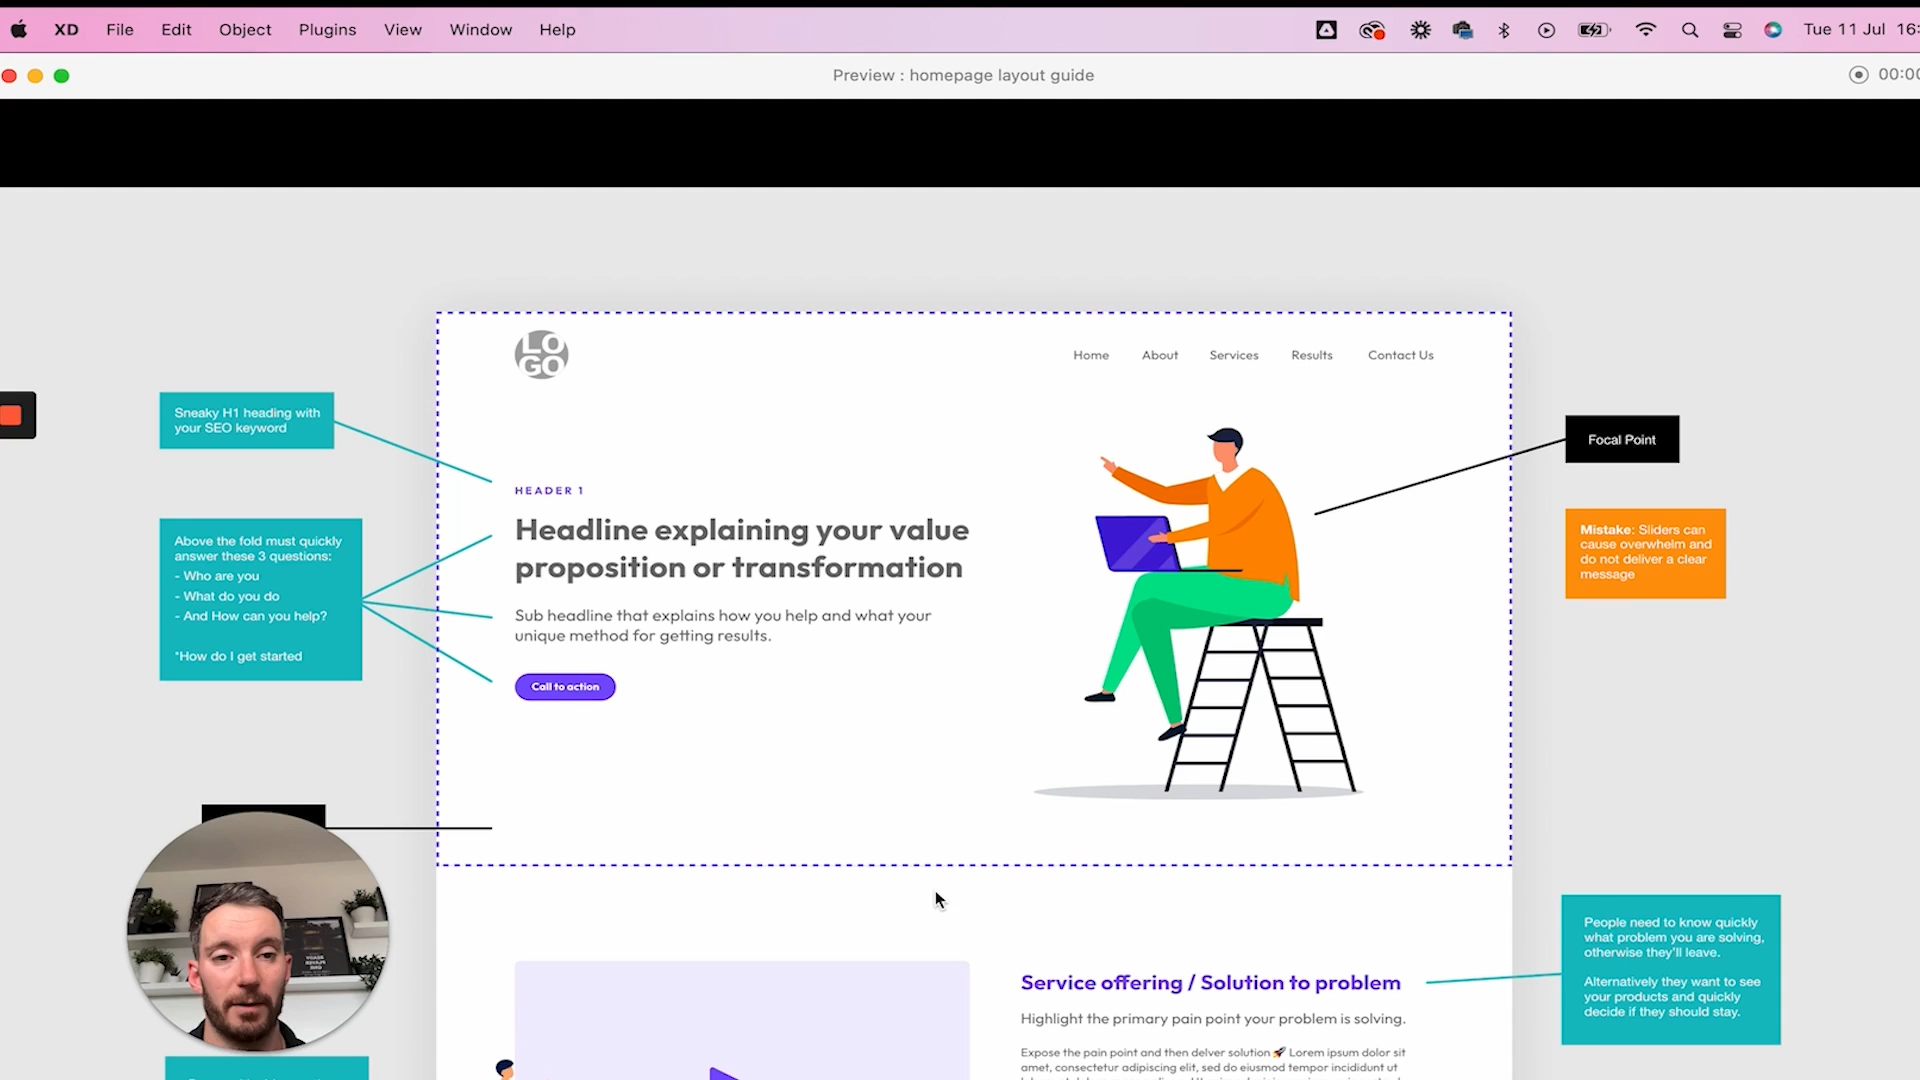 XD File Edit Object Plugins View Window Help
Tue 11 Jul 16:
Preview : homepage layout guide
00:00
LO
GO
Home About Services Results Contact Us
Sneaky H1 heading with
your SEO keyword
Focal Point
HEADER 1
Headline explaining your value
proposition or transformation
Sub headline that explains how you help and what your
unique method for getting results.
Call to action
Above the fold must quickly
answer these 3 questions:
- Who are you
- What do you do
- And How can you help?
*How do I get started
Mistake: Sliders can
cause overwhelm and
do not deliver a clear
message
Service offering / Solution to problem
Highlight the primary pain point your problem is solving.
Expose the pain point and then delver solution 🚀 Lorem ipsum dolor sit
amet, consectetur adipiscing elit, sed do eiusmod tempor incididunt ut
People need to know quickly
what problem you are solving,
otherwise they'll leave.
Alternatively they want to see
your products and quickly
decide if they should stay.